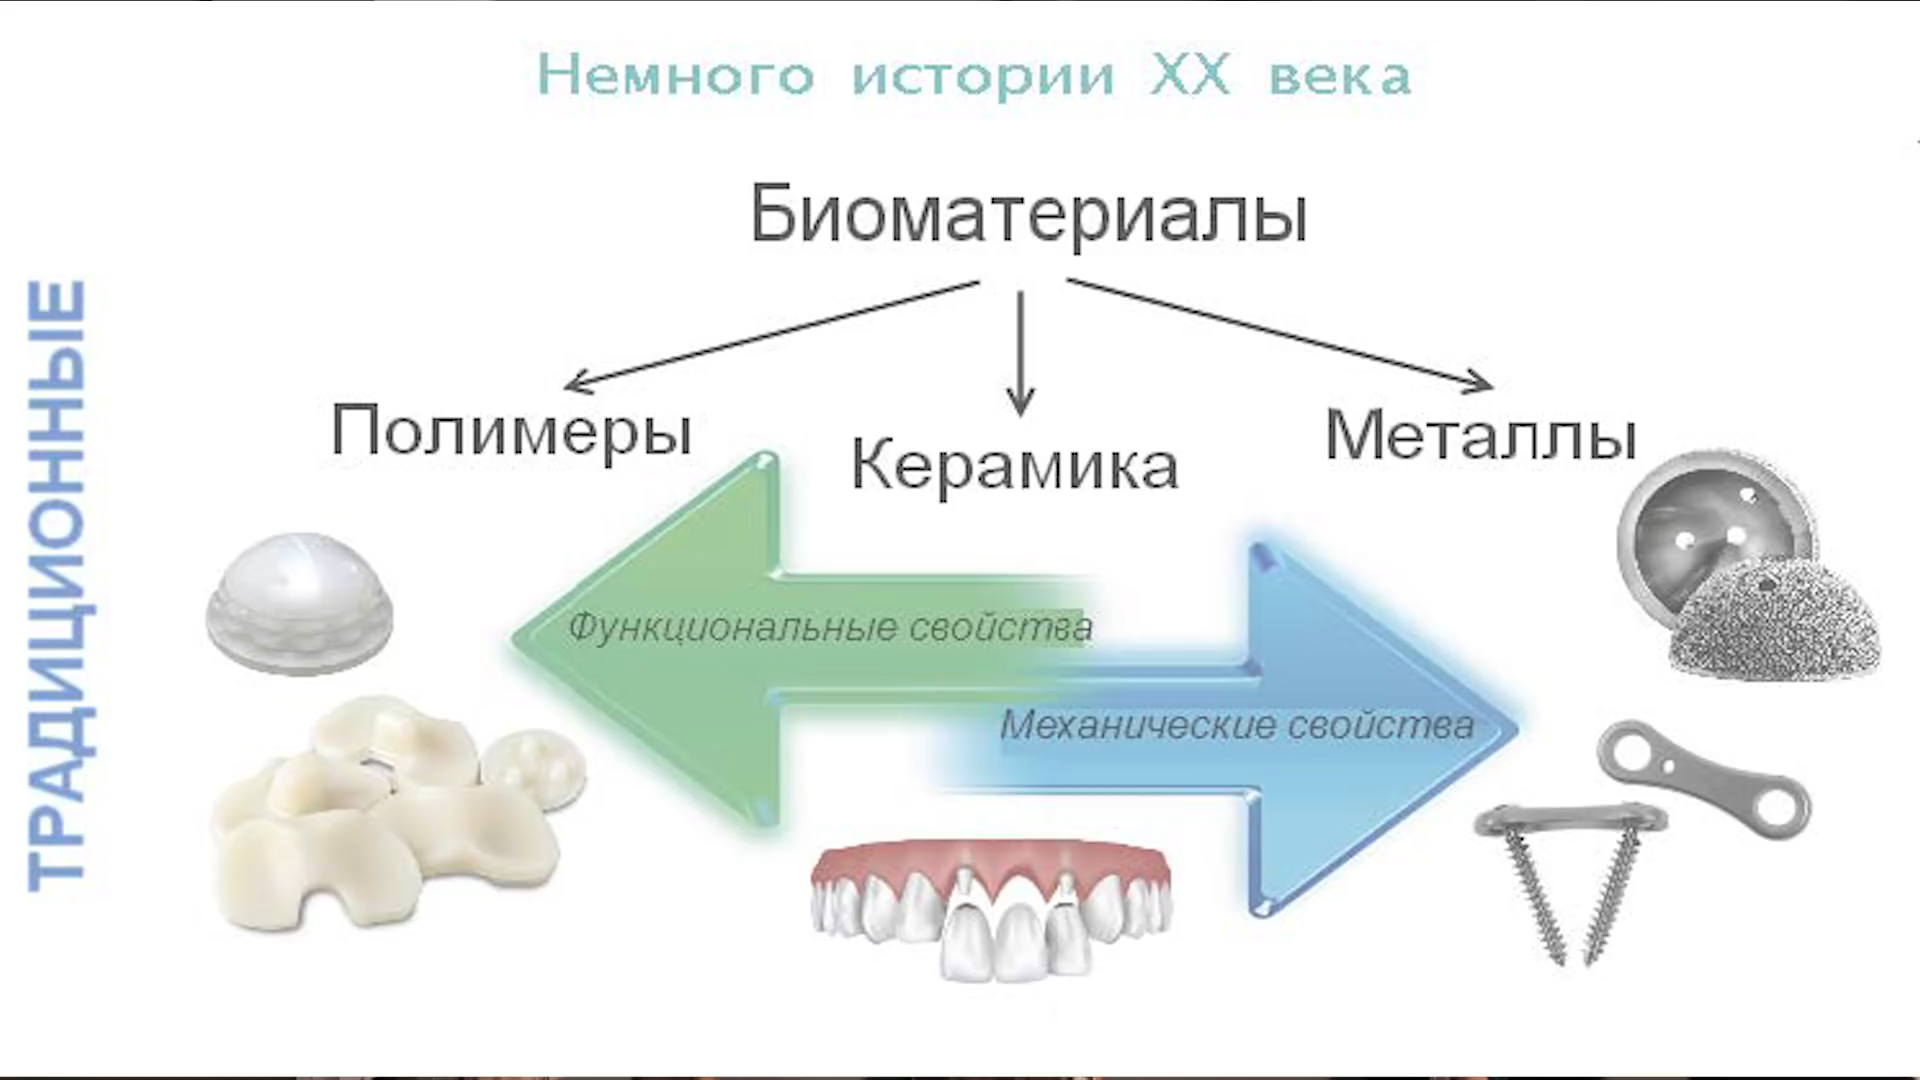 Немного истории XX века
Биоматериалы
ТРАДИЦИОННЫЕ
Полимеры
Керамика
Металлы
Функциональные свойства
Механические свойства